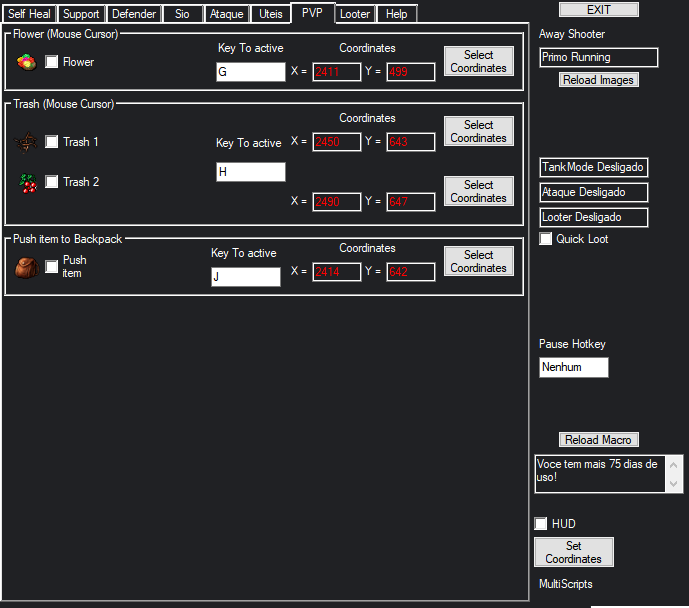 Self Heal Support Defender Sio Ataque Uteis PVP Looter Help
Flower (Mouse Cursor)
Flower
Key To active
G
Coordinates
X = 2411 Y = 499
Select
Coordinates
Trash (Mouse Cursor)
Trash 1
Trash 2
Key To active
H
Coordinates
X = 2450 Y = 643
Select
Coordinates
X = 2490 Y = 647
Select
Coordinates
Push item to Backpack
Push
item
Key To active
J
Coordinates
X = 2414 Y = 642
Select
Coordinates
EXIT
Away Shooter
Primo Running
Reload Images
TankMode Desligado
Ataque Desligado
Looter Desligado
Quick Loot
Pause Hotkey
Nenhum
Reload Macro
Voce tem mais 75 dias de
uso!
HUD
Set
Coordinates
MultiScripts